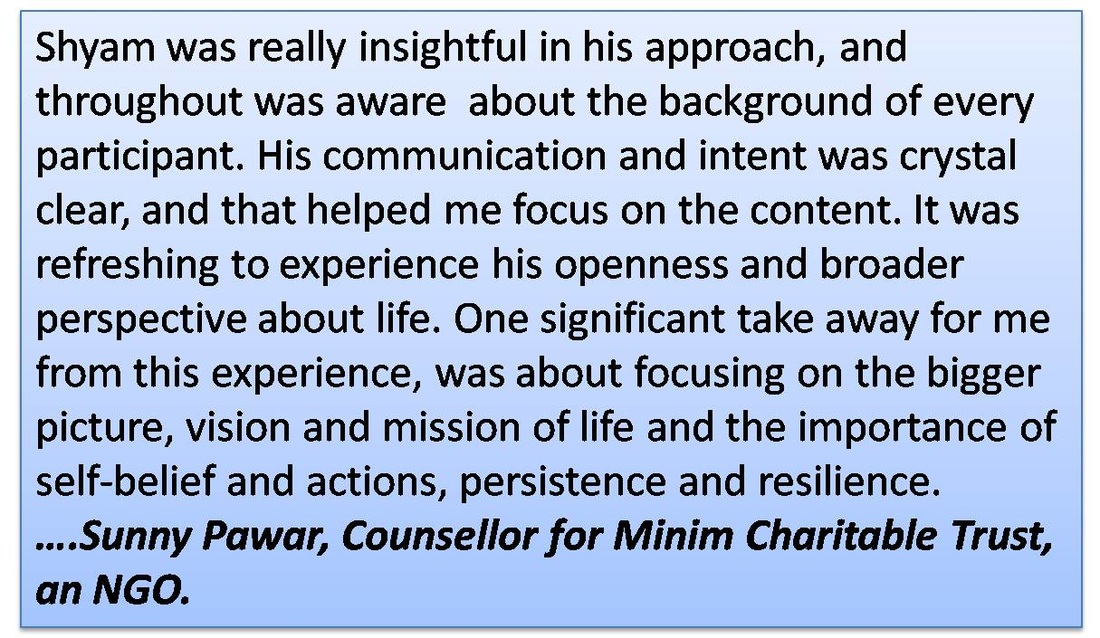 Shyam was really insightful in his approach, and
throughout was aware  about the background of every
participant. His communication and intent was crystal
clear, and that helped me focus on the content. It was
refreshing to experience his openness and broader
perspective about life. One significant take away for me
from this experience, was about focusing on the bigger
picture, vision and mission of life and the importance of
self-belief and actions, persistence and resilience.
....Sunny Pawar, Counsellor for Minim Charitable Trust,
an NGO.